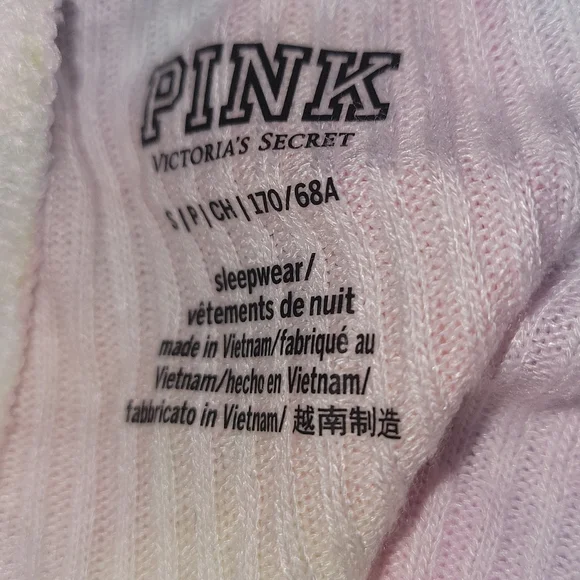 PINK
VICTORIA'S SECRET
S | P | CH | 170/68A
sleepwear/
vêtements de nuit
made in Vietnam/fabriqué au
Vietnam/hecho en Vietnam/
fabbricato in Vietnam/ 越南制造